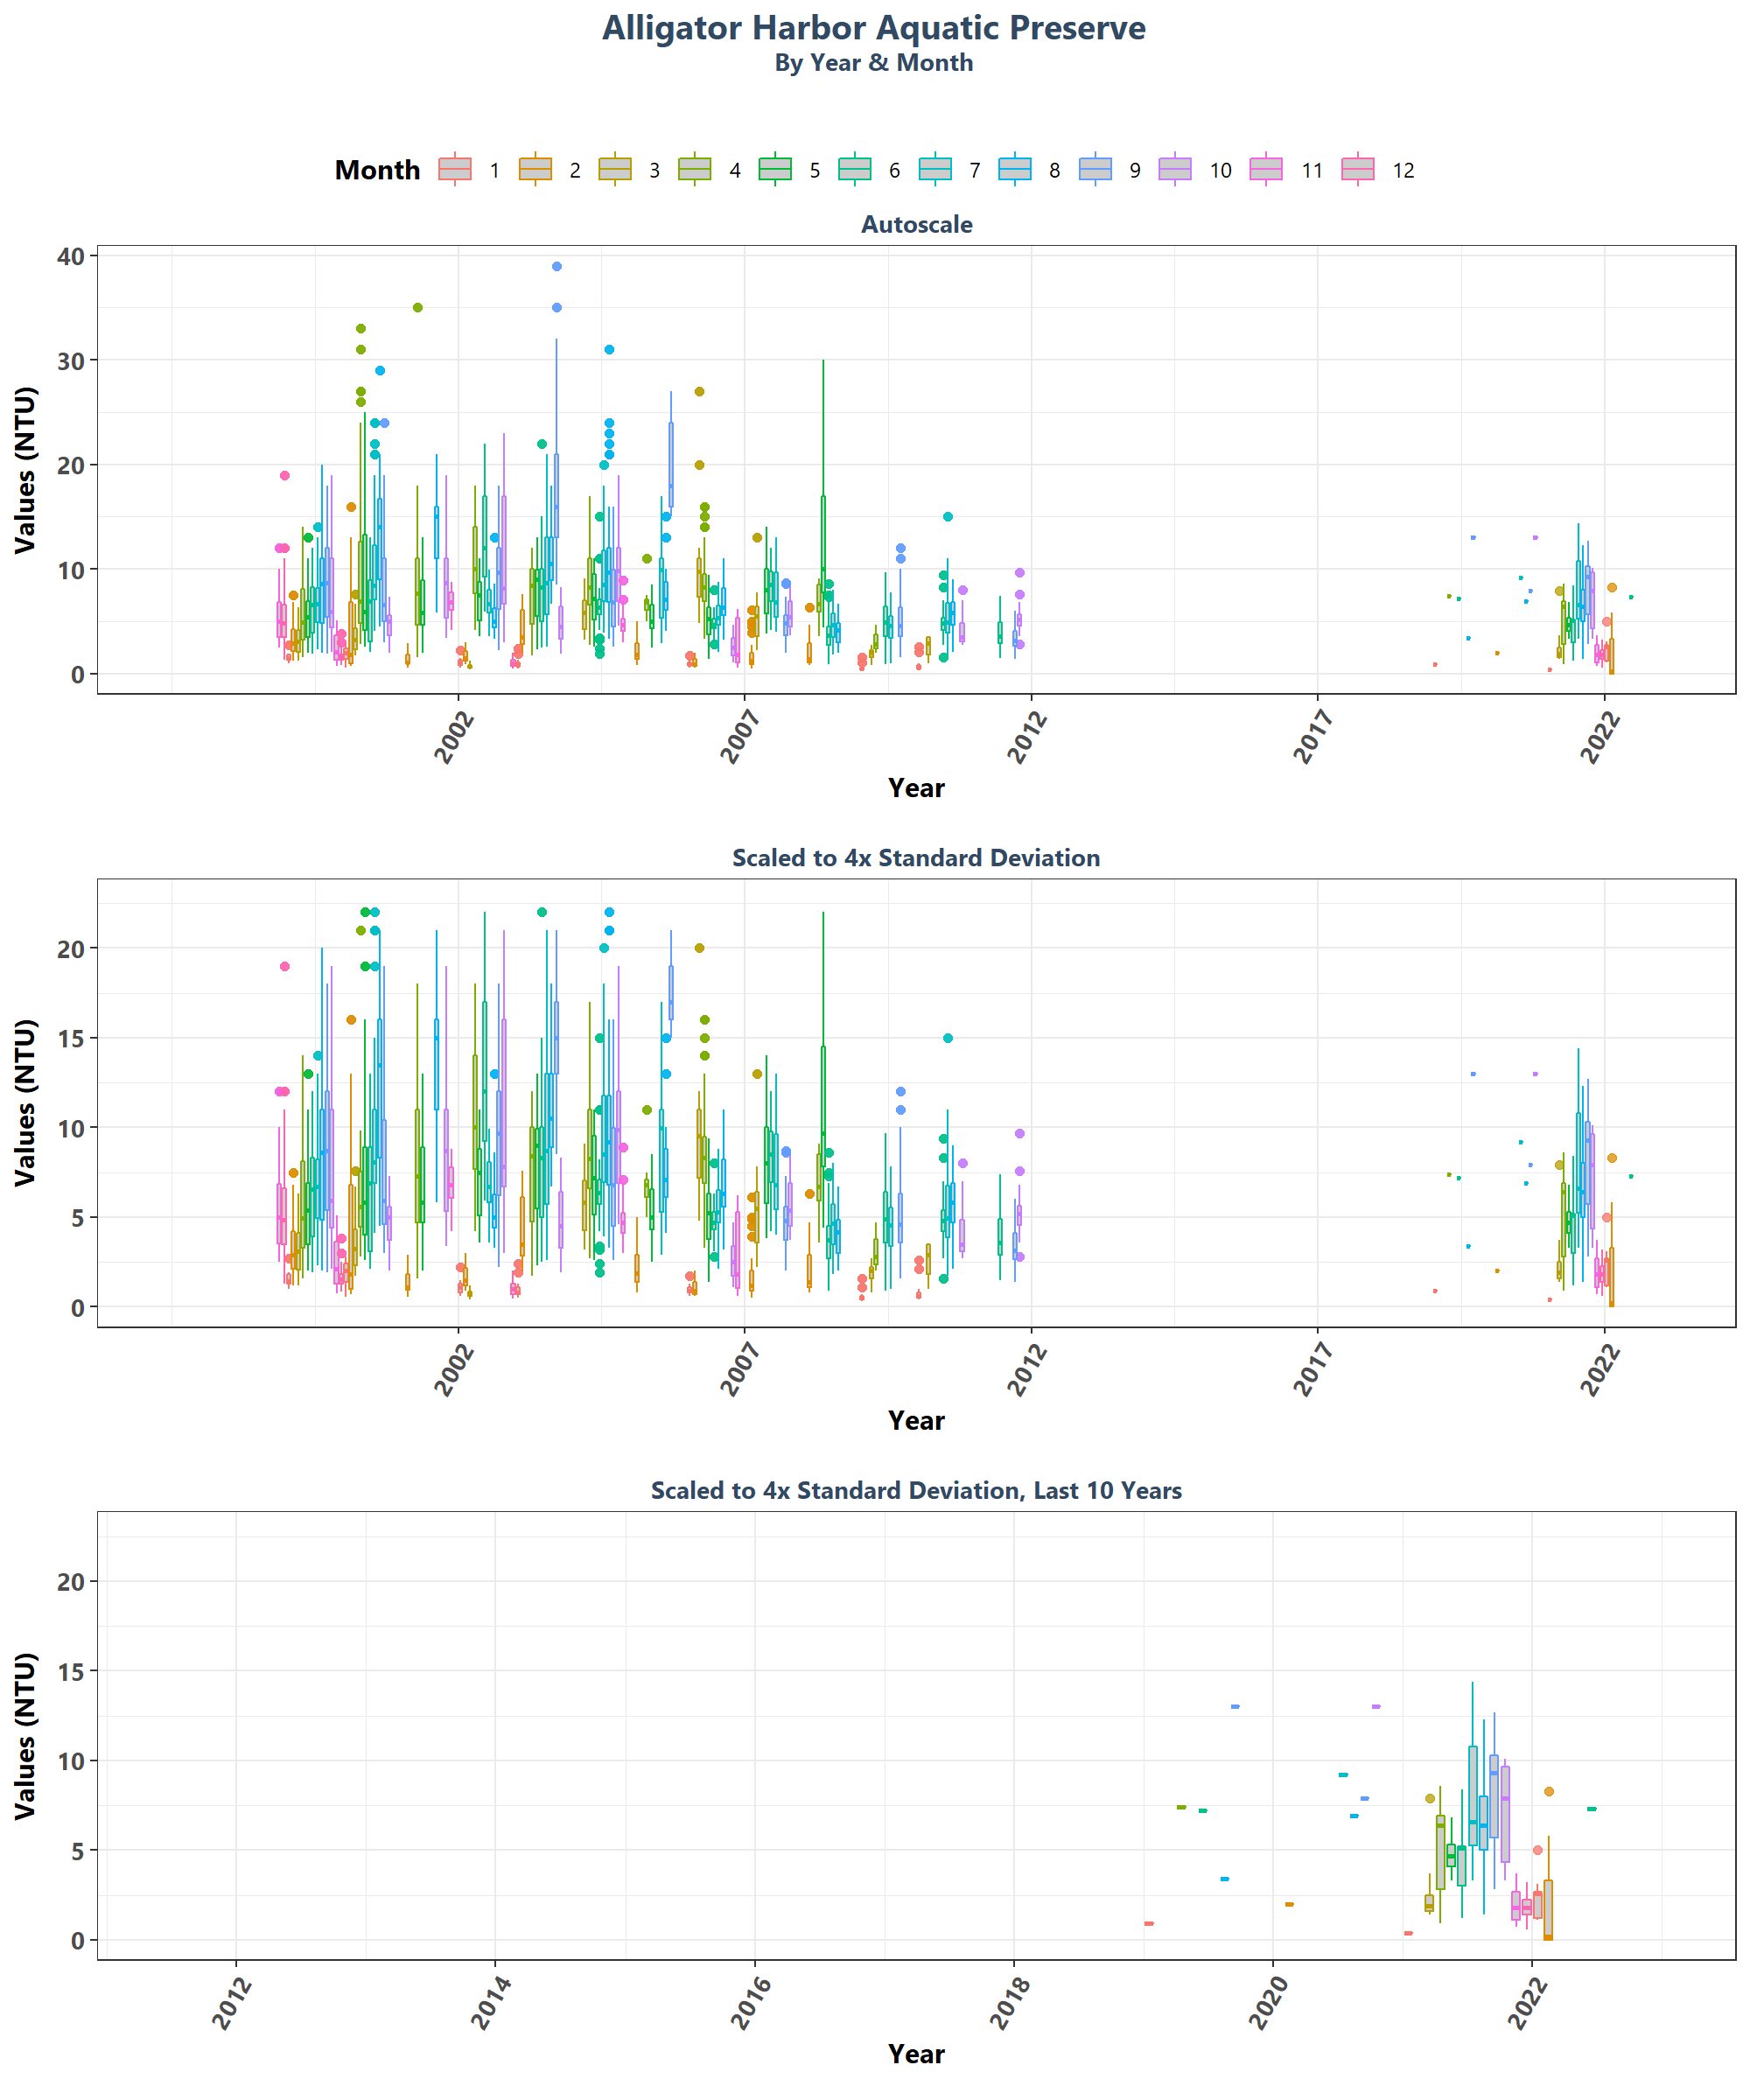 Alligator Harbor Aquatic Preserve
By Year & Month
Month 1 2 3 4 5 6 7 8 9 10 11 12
Autoscale
Values (NTU)
40
30
20
10
0
2002 2007 2012 2017 2022
Year
Scaled to 4x Standard Deviation
Values (NTU)
20
15
10
5
0
2002 2007 2012 2017 2022
Year
Scaled to 4x Standard Deviation, Last 10 Years
Values (NTU)
20
15
10
5
0
2012 2014 2016 2018 2020 2022
Year